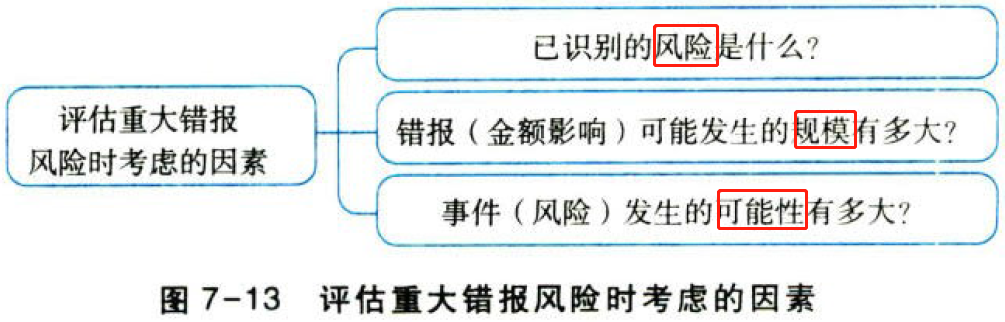 已识别的风险是什么？
评估重大错报
风险时考虑的因素
错报（金额影响）可能发生的规模有多大？
事件（风险）发生的可能性有多大？
图 7-13 评估重大错报风险时考虑的因素